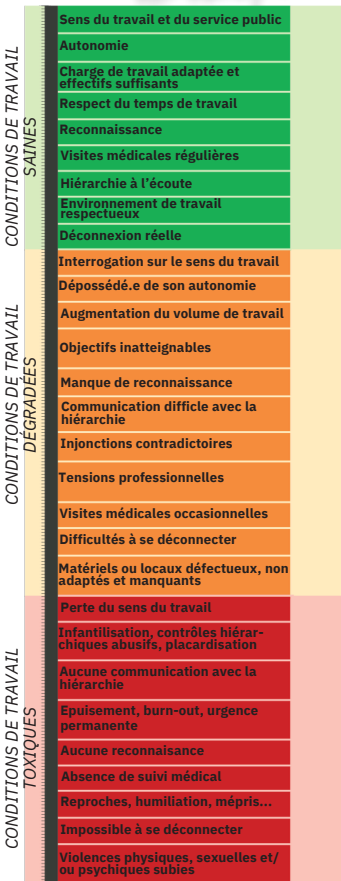 CONDITIONS DE TRAVAIL
SAINES
Sens du travail et du service public
Autonomie
Charge de travail adaptée et
effectifs suffisants
Respect du temps de travail
Reconnaissance
Visites médicales régulières
Hiérarchie à l'écoute
Environnement de travail
respectueux
Déconnexion réelle
CONDITIONS DE TRAVAIL
DÉGRADÉES
Interrogation sur le sens du travail
Dépossédé.e de son autonomie
Augmentation du volume de travail
Objectifs inatteignables
Manque de reconnaissance
Communication difficle avec la
hiérarchie
Injonctions contradictoires
Tensions professionnelles
Visites médicales occasionnelles
Difficultés à se déconnecter
Matériels ou locaux défectueux, non
adaptés et manquants
CONDITIONS DE TRAVAIL
TOXIQUES
Perte du sens du travail
Infantilisation, contrôles hiérar-
chiques abusifs, placardisation
Aucune communication avec la
hiérarchie
Epuisement, burn-out, urgence
permanente
Aucune reconnaisance
Absence de suivi médical
Reproches, humiliation, mépris...
Impossible à se déconnecter
Violences physiques, sexuelles et/
ou psychiques subies